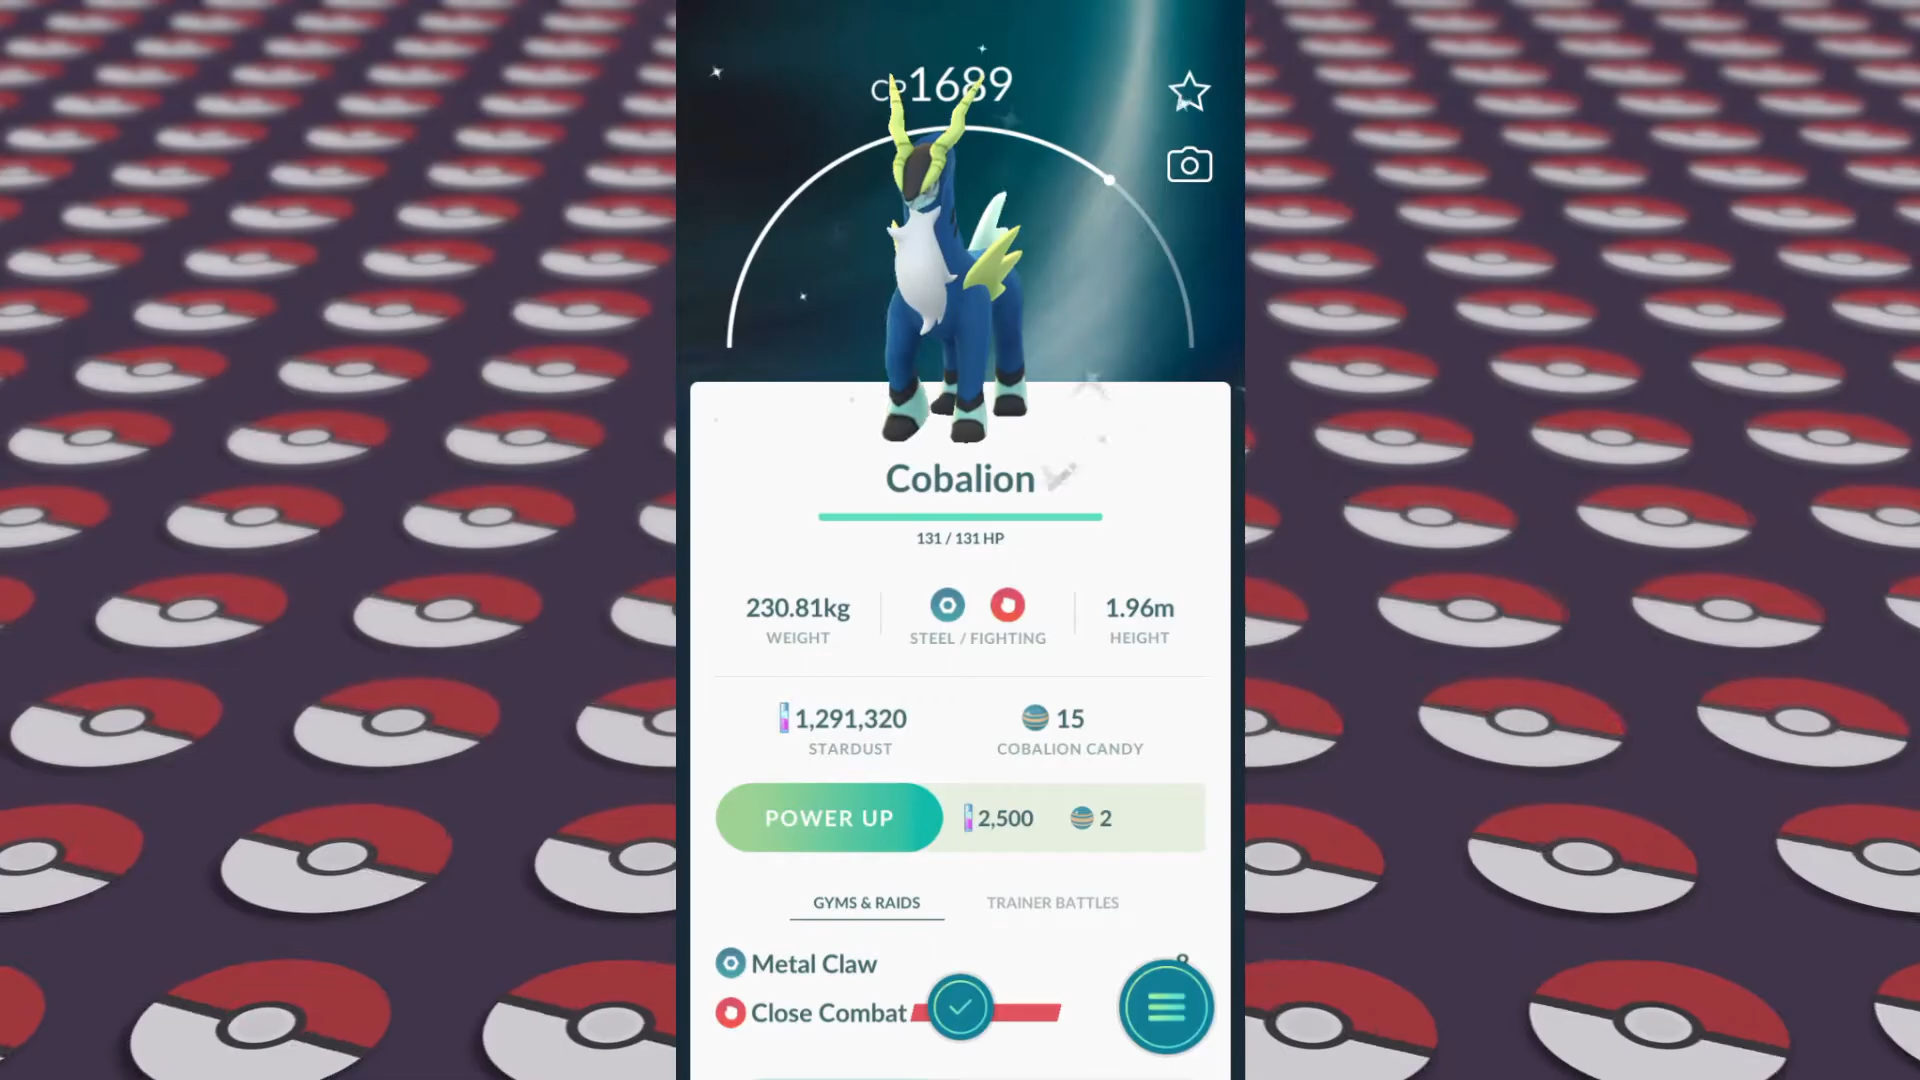 CP1689
Cobalion
131 / 131 HP
230.81kg
WEIGHT
STEEL / FIGHTING
1.96m
HEIGHT
1,291,320
STARDUST
15
COBALION CANDY
POWER UP
2,500
2
GYMS & RAIDS
TRAINER BATTLES
Metal Claw
Close Combat